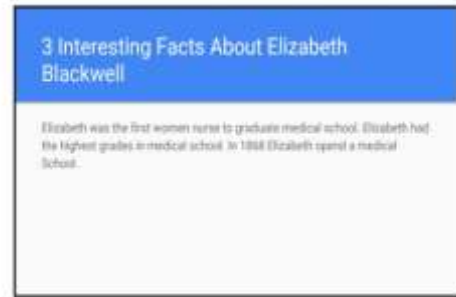 3 Interesting Facts About Elizabeth
Blackwell
Elizabeth was the first women nurse to graduate medical school. Elizabeth had
the highest grades in medical school. In 1868 Elizabeth opend a medical
School.